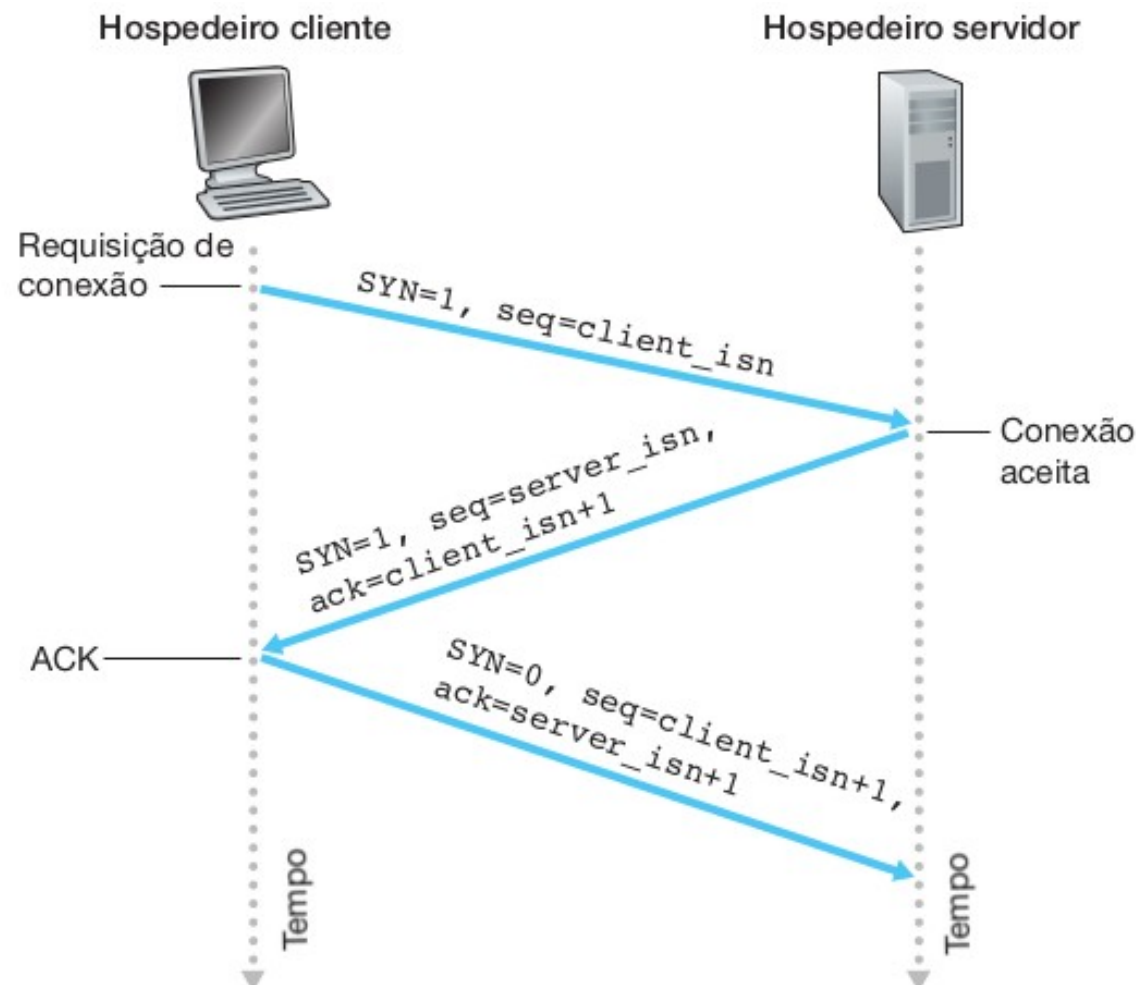 Hospedeiro cliente
Hospedeiro servidor
Requisição de
conexão
SYN=1, seq=client_isn
Conexão
aceita
SYN=1, seq=server_isn,
ack=client_isn+1
ACK
SYN=0, seq=client_isn+1,
ack=server_isn+1
Tempo
Tempo